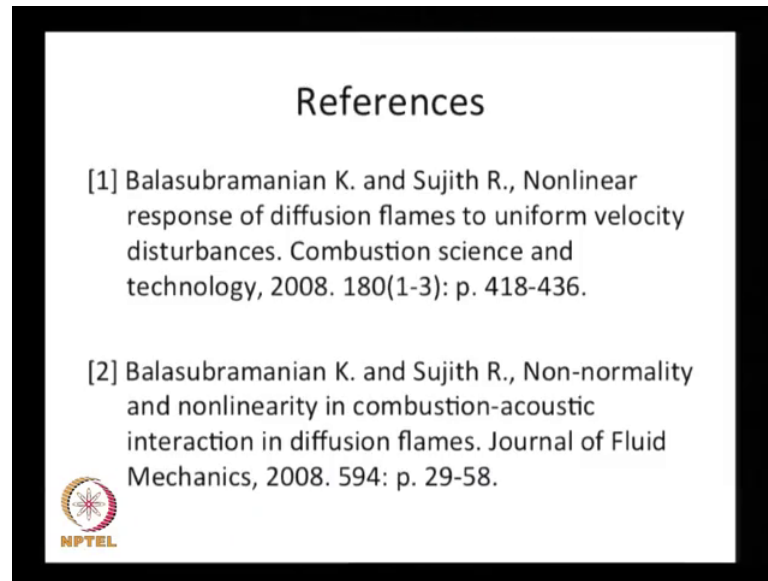 References
[1] Balasubramanian K. and Sujith R., Nonlinear
response of diffusion flames to uniform velocity
disturbances. Combustion science and
technology, 2008. 180(1-3): p. 418-436.
[2] Balasubramanian K. and Sujith R., Non-normality
and nonlinearity in combustion-acoustic
interaction in diffusion flames. Journal of Fluid
Mechanics, 2008. 594: p. 29-58.
NPTEL